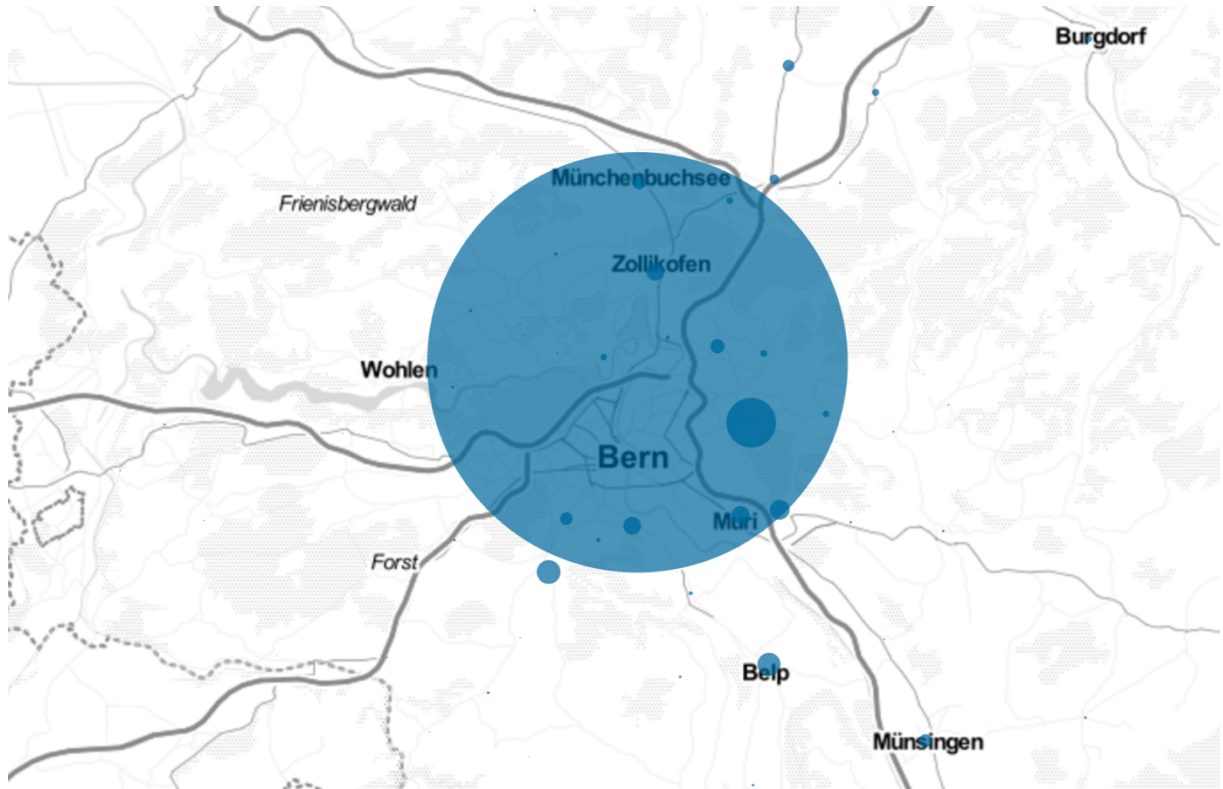 Burgdorf
Münchenbuchsee
Frienisbergwald
Zollikofen
Wohlen
Bern
Muri
Forst
Belp
Münsingen